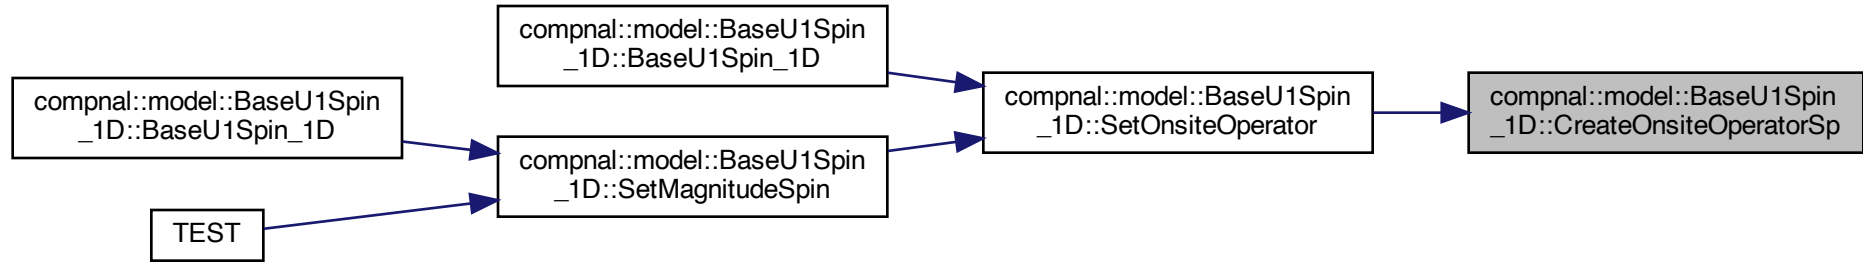 compnal::model::BaseU1Spin
_1D::BaseU1Spin_1D
compnal::model::BaseU1Spin
_1D::BaseU1Spin_1D
compnal::model::BaseU1Spin
_1D::SetOnsiteOperator
compnal::model::BaseU1Spin
_1D::CreateOnsiteOperatorSp
compnal::model::BaseU1Spin
_1D::SetMagnitudeSpin
TEST